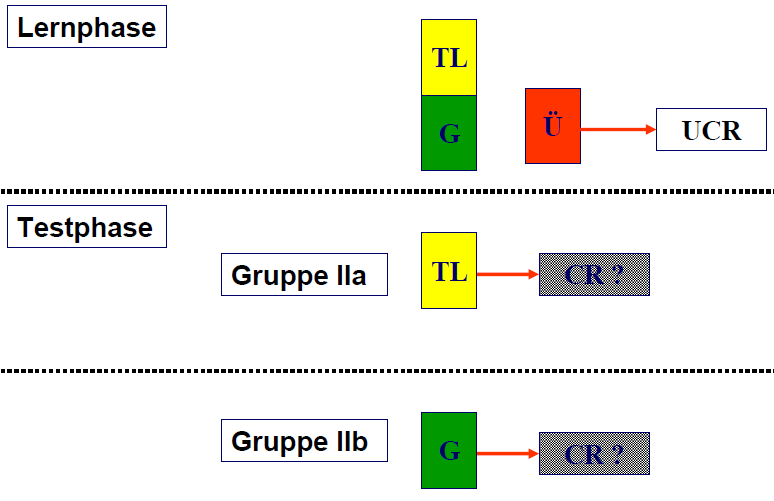 Lernphase
TL
G
Ü
UCR
Testphase
Gruppe IIa
TL
CR ?
Gruppe IIb
G
CR ?